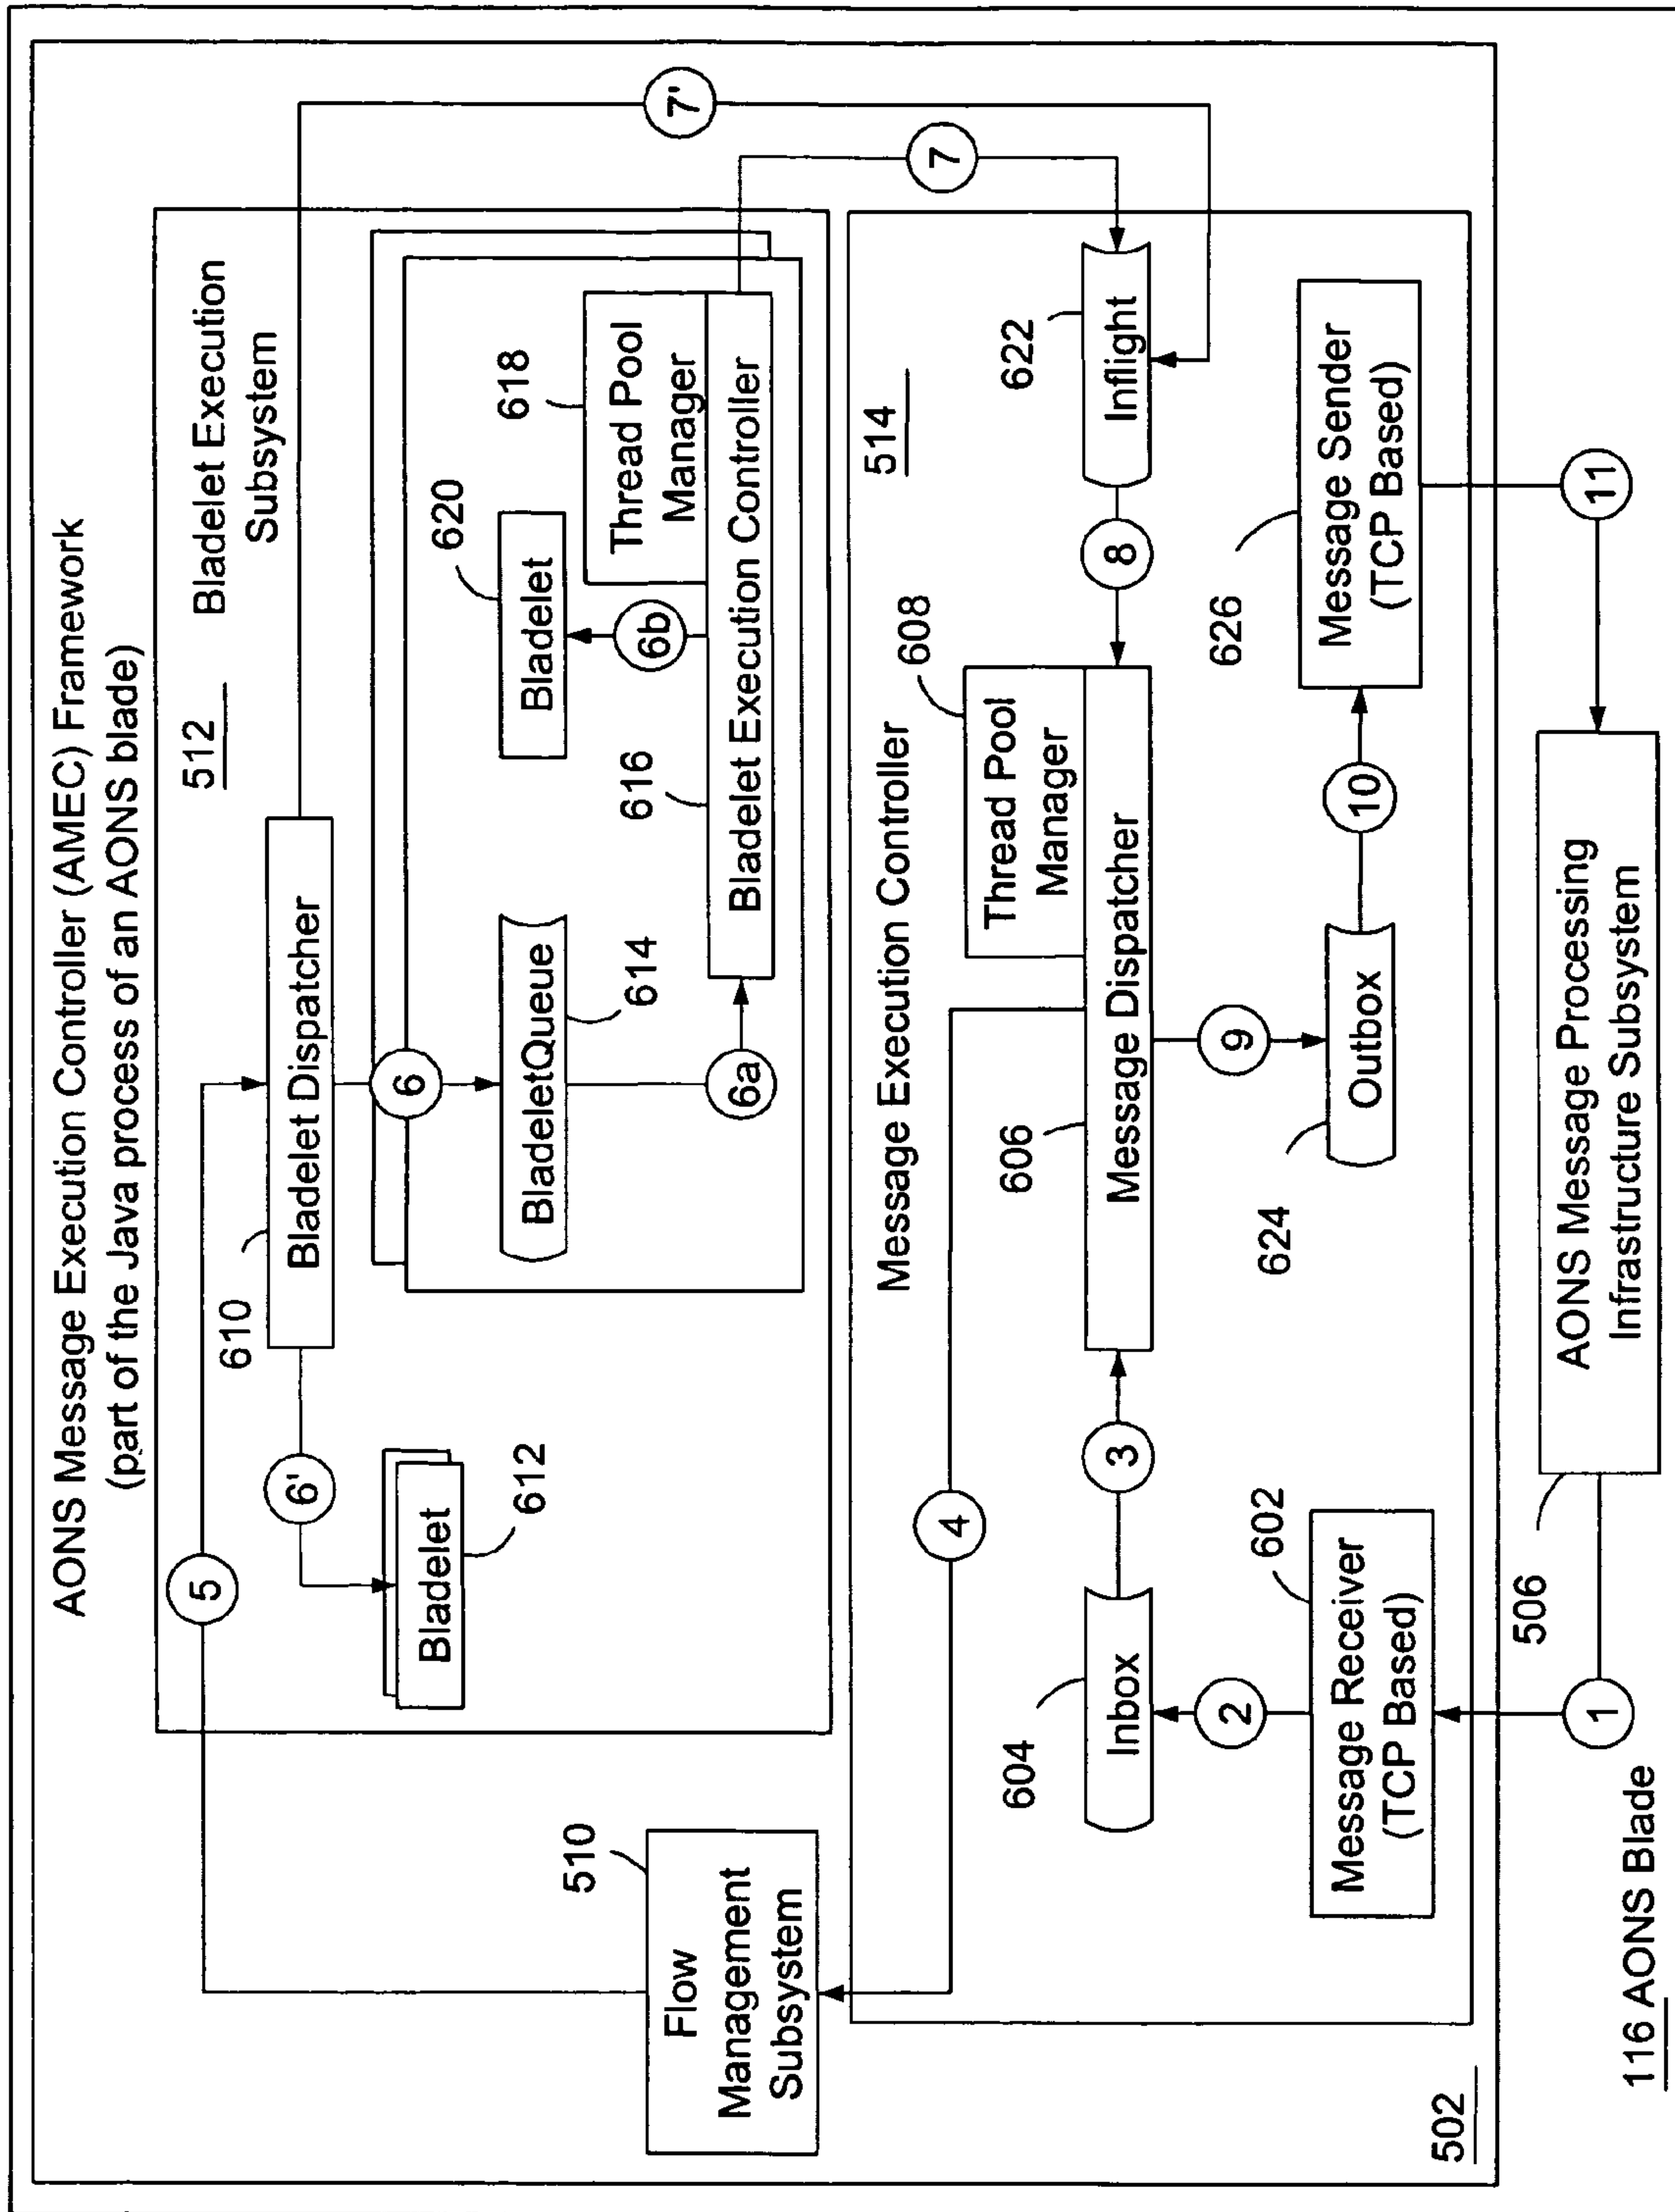 AONS Message Execution Controller (AMEC) Framework
(part of the Java process of an AONS blade)
5
512
Bladelet Execution
Subsystem
610
Bladelet Dispatcher
6'
7'
Bladelet
612
6
BladeletQueue
614
6a
620
Bladelet
6b
618
Thread Pool
Manager
616
Bladelet Execution Controller
7
510
Flow
Management
Subsystem
Message Execution Controller
514
4
608
Thread Pool
Manager
604
Inbox
3
606
Message Dispatcher
8
622
Inflight
2
9
602
Message Receiver
(TCP Based)
624
Outbox
10
626
Message Sender
(TCP Based)
502
1
506
AONS Message Processing
Infrastructure Subsystem
11
116 AONS Blade